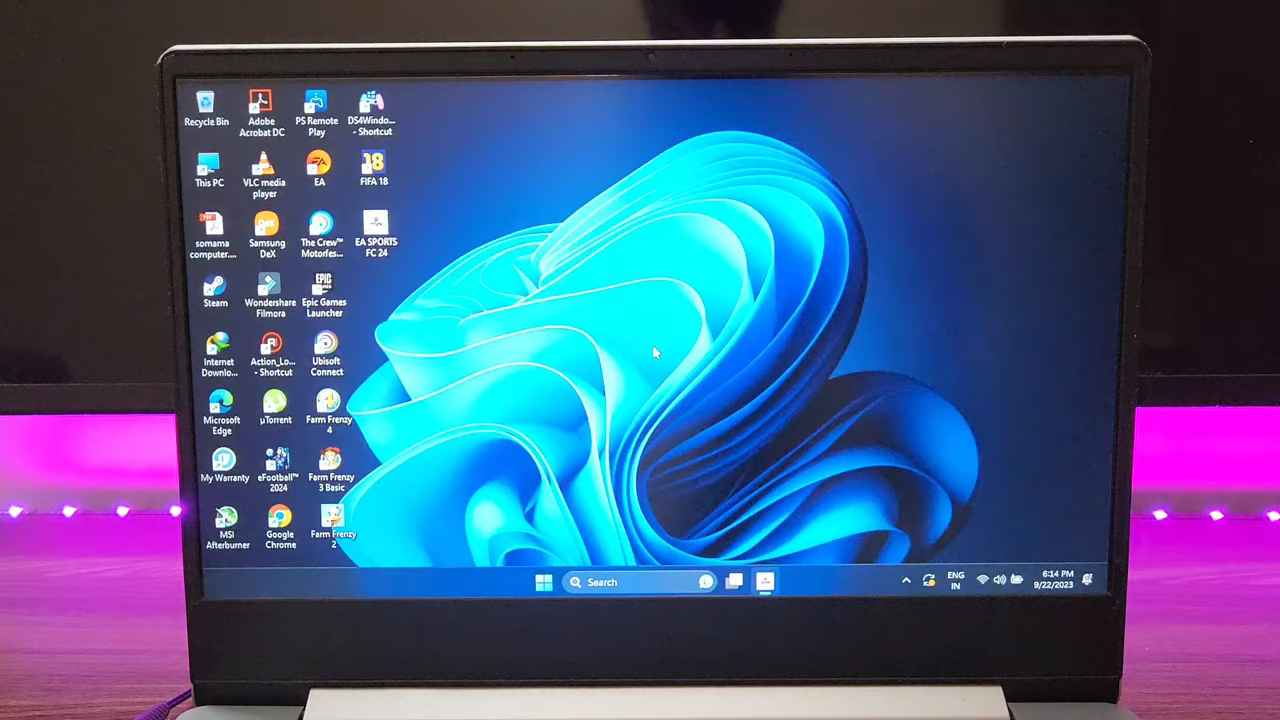 Recycle Bin
Adobe
Acrobat DC
PS Remote
Play
DS4Windo...
- Shortcut
This PC
VLC media
player
EA
FIFA 18
somama
computer....
Samsung
DeX
The Crew™
Motorfes...
EA SPORTS
FC 24
Steam
Wondershare
Filmora
Epic Games
Launcher
Internet
Downlo...
Action_Lo...
- Shortcut
Ubisoft
Connect
Microsoft
Edge
µTorrent
Farm Frenzy
4
My Warranty
eFootball™
2024
Farm Frenzy
3 Basic
MSI
Afterburner
Google
Chrome
Farm Frenzy
2
Search
ENG
IN
6:14 PM
9/22/2023